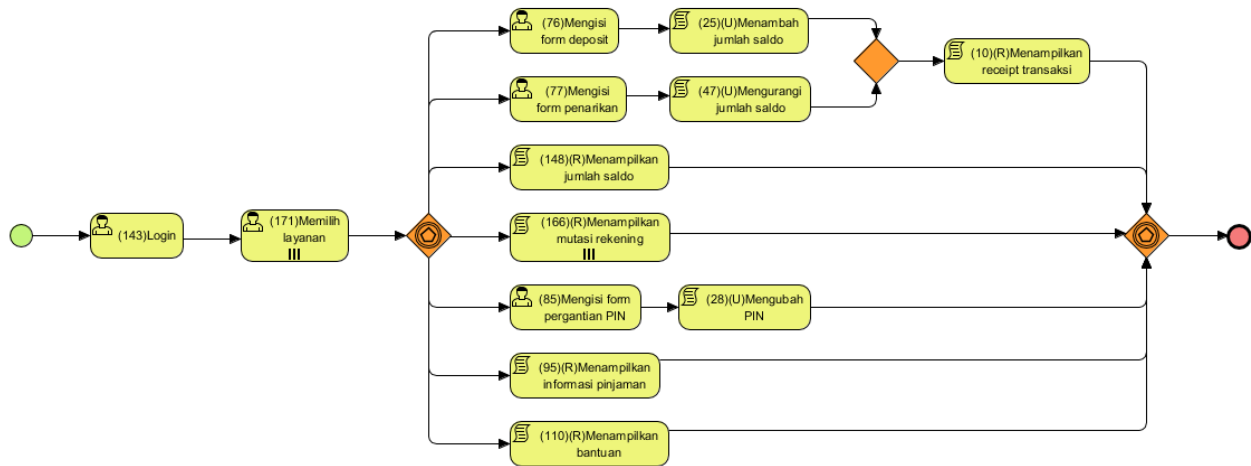 (76)Mengisi
form deposit
(25)(U)Menambah
jumlah saldo
(10)(R)Menampilkan
receipt transaksi
(77)Mengisi
form penarikan
(47)(U)Mengurangi
jumlah saldo
(148)(R)Menampilkan
jumlah saldo
(143)Login
(171)Memilih
layanan
(166)(R)Menampilkan
mutasi rekening
(85)Mengisi form
pergantian PIN
(28)(U)Mengubah
PIN
(95)(R)Menampilkan
informasi pinjaman
(110)(R)Menampilkan
bantuan